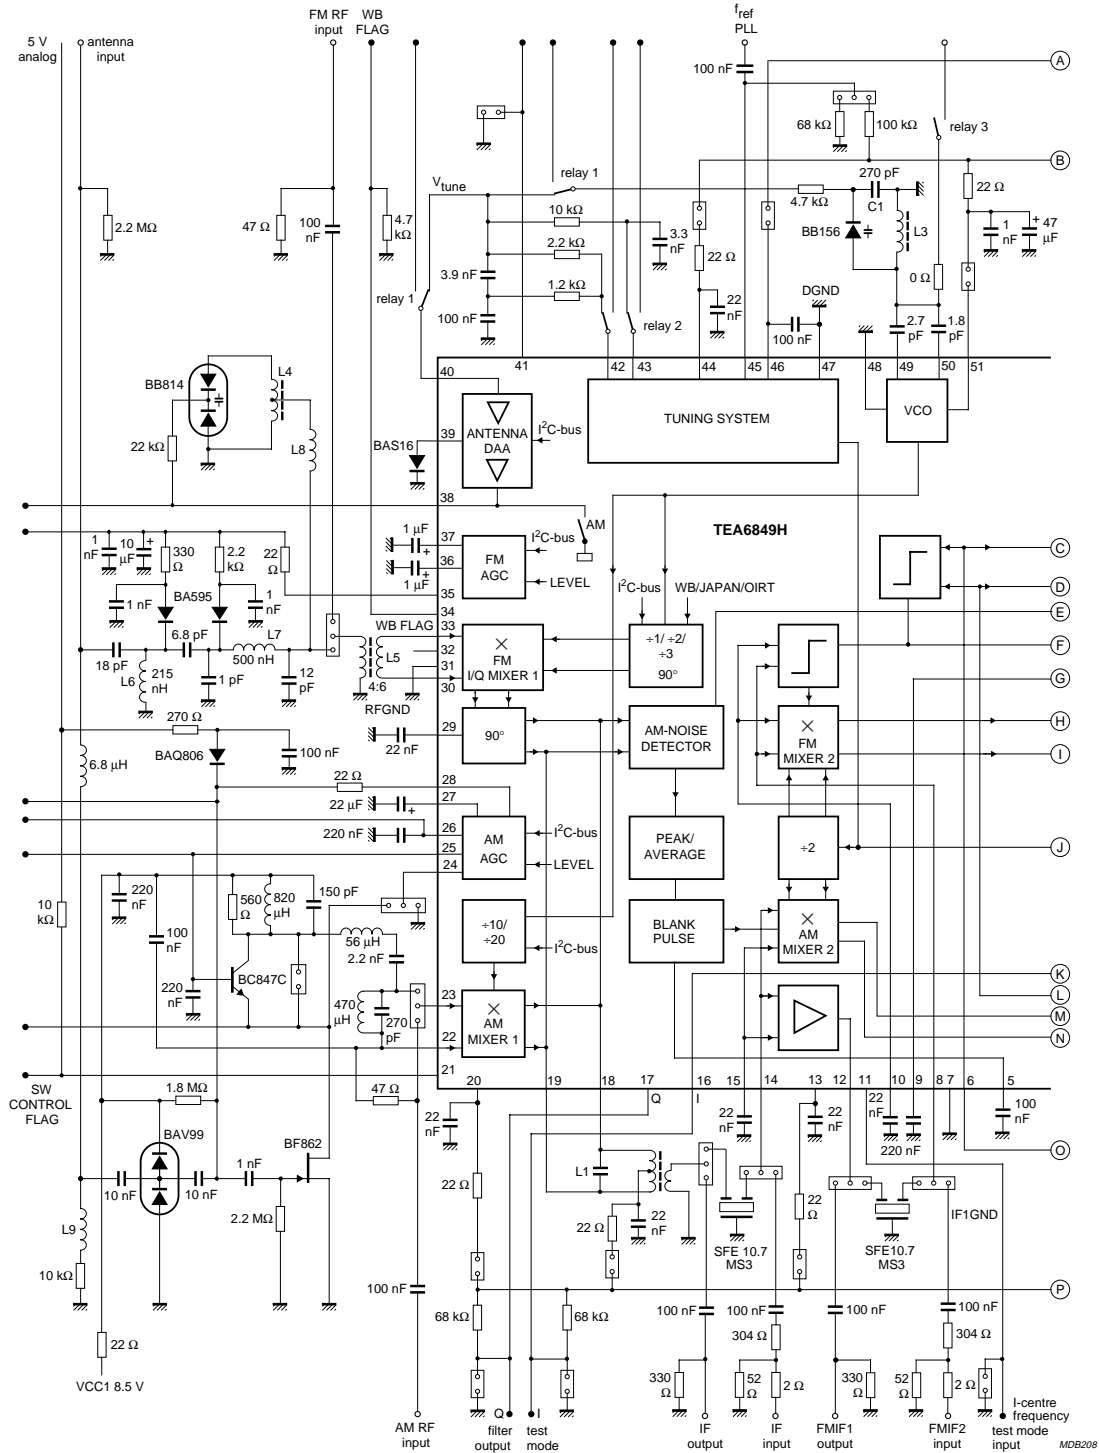 5 V
analog
antenna
input
FM RF
input
WB
FLAG
fref
PLL
100 nF
A
68 kΩ
100 kΩ
relay 3
B
2.2 MΩ
47 Ω
100
nF
4.7
kΩ
Vtune
relay 1
10 kΩ
2.2 kΩ
1.2 kΩ
3.3
nF
3.9 nF
100 nF
relay 1
relay 2
22 Ω
22
nF
DGND
100 nF
4.7 kΩ
270 pF
C1
BB156
L3
0 Ω
22 Ω
1
nF
+
47
μF
2.7
pF
1.8
pF
41
42
43
44
45
46
47
48
49
50
51
BB814
L4
22 kΩ
L8
BAS16
40
39
38
ANTENNA
DAA
I2C-bus
TUNING SYSTEM
VCO
AM
TEA6849H
1
nF
10
μF
+
330
Ω
2.2
kΩ
22
Ω
1 μF
+
1 μF
+
37
36
35
34
FM
AGC
I2C-bus
LEVEL
I2C-bus
WB/JAPAN/OIRT
C
D
E
F
G
H
I
1 nF
BA595
1
nF
6.8 pF
L7
500 nH
18 pF
L6
215
nH
1 pF
12
pF
WB FLAG
L5
4:6
RFGND
33
32
31
30
FM
I/Q MIXER 1
÷1/ ÷2/
÷3
90°
29
22 nF
90°
AM-NOISE
DETECTOR
FM
MIXER 2
270 Ω
BAQ806
100 nF
6.8 μH
22 Ω
28
22 μF
+
27
220 nF
26
25
24
AM
AGC
I2C-bus
LEVEL
PEAK/
AVERAGE
÷2
J
10
kΩ
220
nF
100
nF
560
Ω
820
μH
150 pF
56 μH
2.2 nF
BC847C
220
nF
470
μH
270
pF
÷10/
÷20
I2C-bus
BLANK
PULSE
AM
MIXER 2
K
L
M
N
23
22
21
AM
MIXER 1
SW
CONTROL
FLAG
1.8 MΩ
47 Ω
20
19
18
17
16
15
14
13
12
11
10
9
8
7
6
5
Q
I
22
nF
22
nF
22
nF
22
nF
220 nF
100
nF
O
BAV99
BF862
10 nF
10 nF
1 nF
2.2 MΩ
L9
10 kΩ
22 Ω
L1
22 Ω
22
nF
SFE 10.7
MS3
22
Ω
SFE10.7
MS3
IF1GND
P
100 nF
68 kΩ
68 kΩ
100 nF
100 nF
304 Ω
100 nF
100 nF
304 Ω
22 Ω
VCC1 8.5 V
330
Ω
52
Ω
2 Ω
330
Ω
52
Ω
2 Ω
AM RF
input
Q
filter
output
I
test
mode
IF
output
IF
input
FMIF1
output
FMIF2
input
I-centre
frequency
test mode
input
MDB208